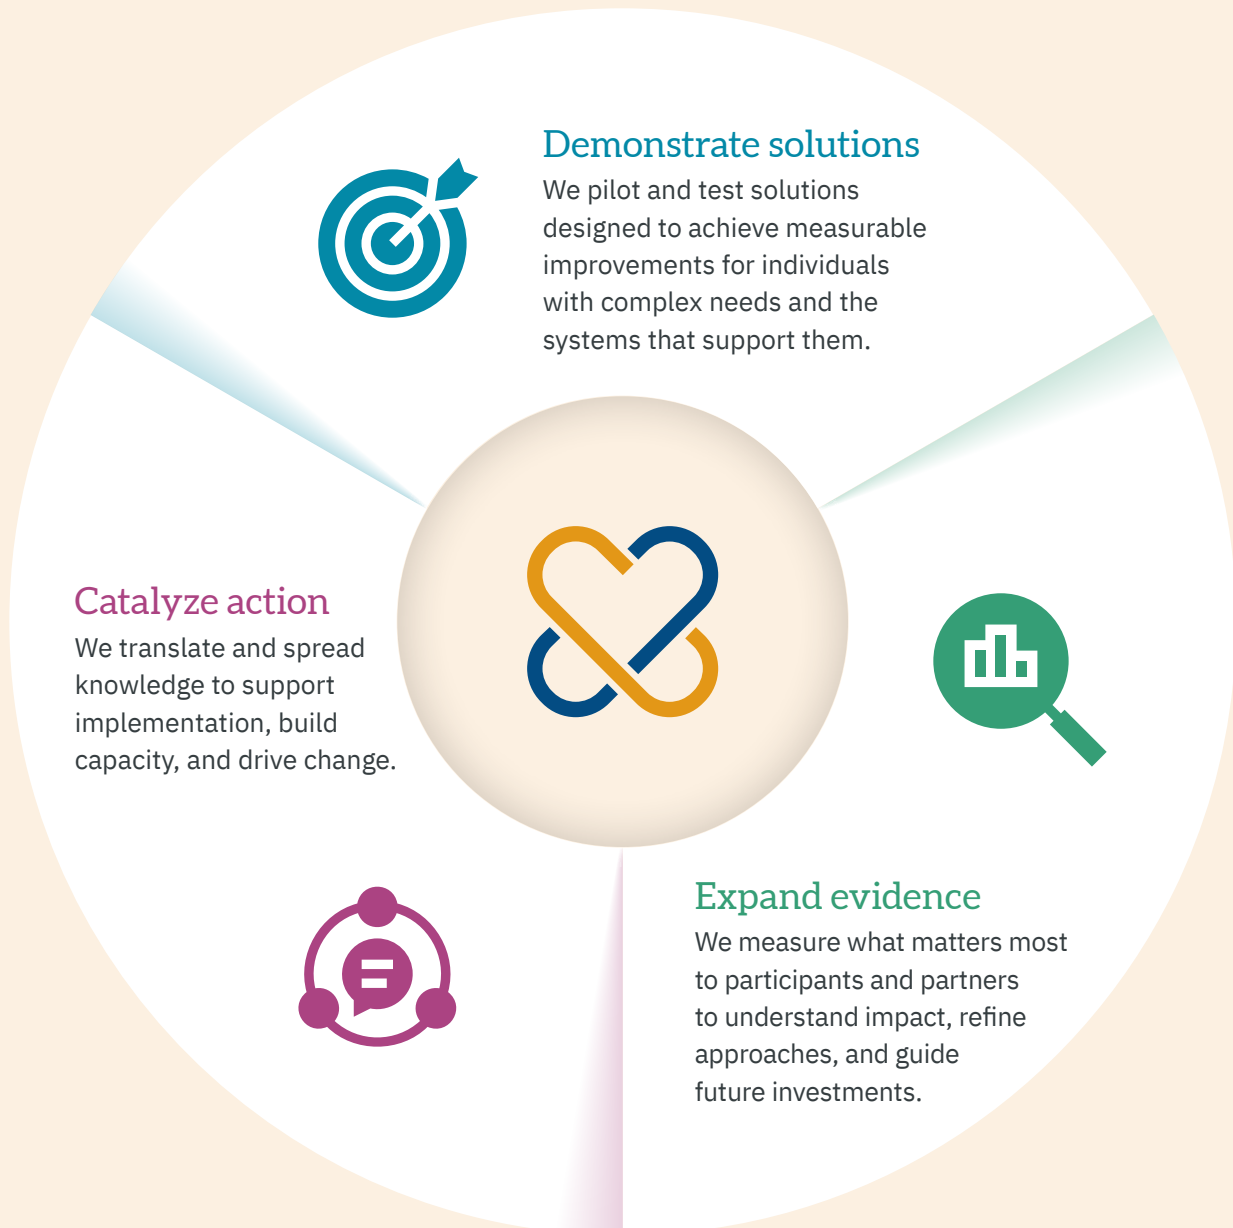 Demonstrate solutions
We pilot and test solutions
designed to achieve measurable
improvements for individuals
with complex needs and the
systems that support them.
Catalyze action
We translate and spread
knowledge to support
implementation, build
capacity, and drive change.
Expand evidence
We measure what matters most
to participants and partners
to understand impact, refine
approaches, and guide
future investments.